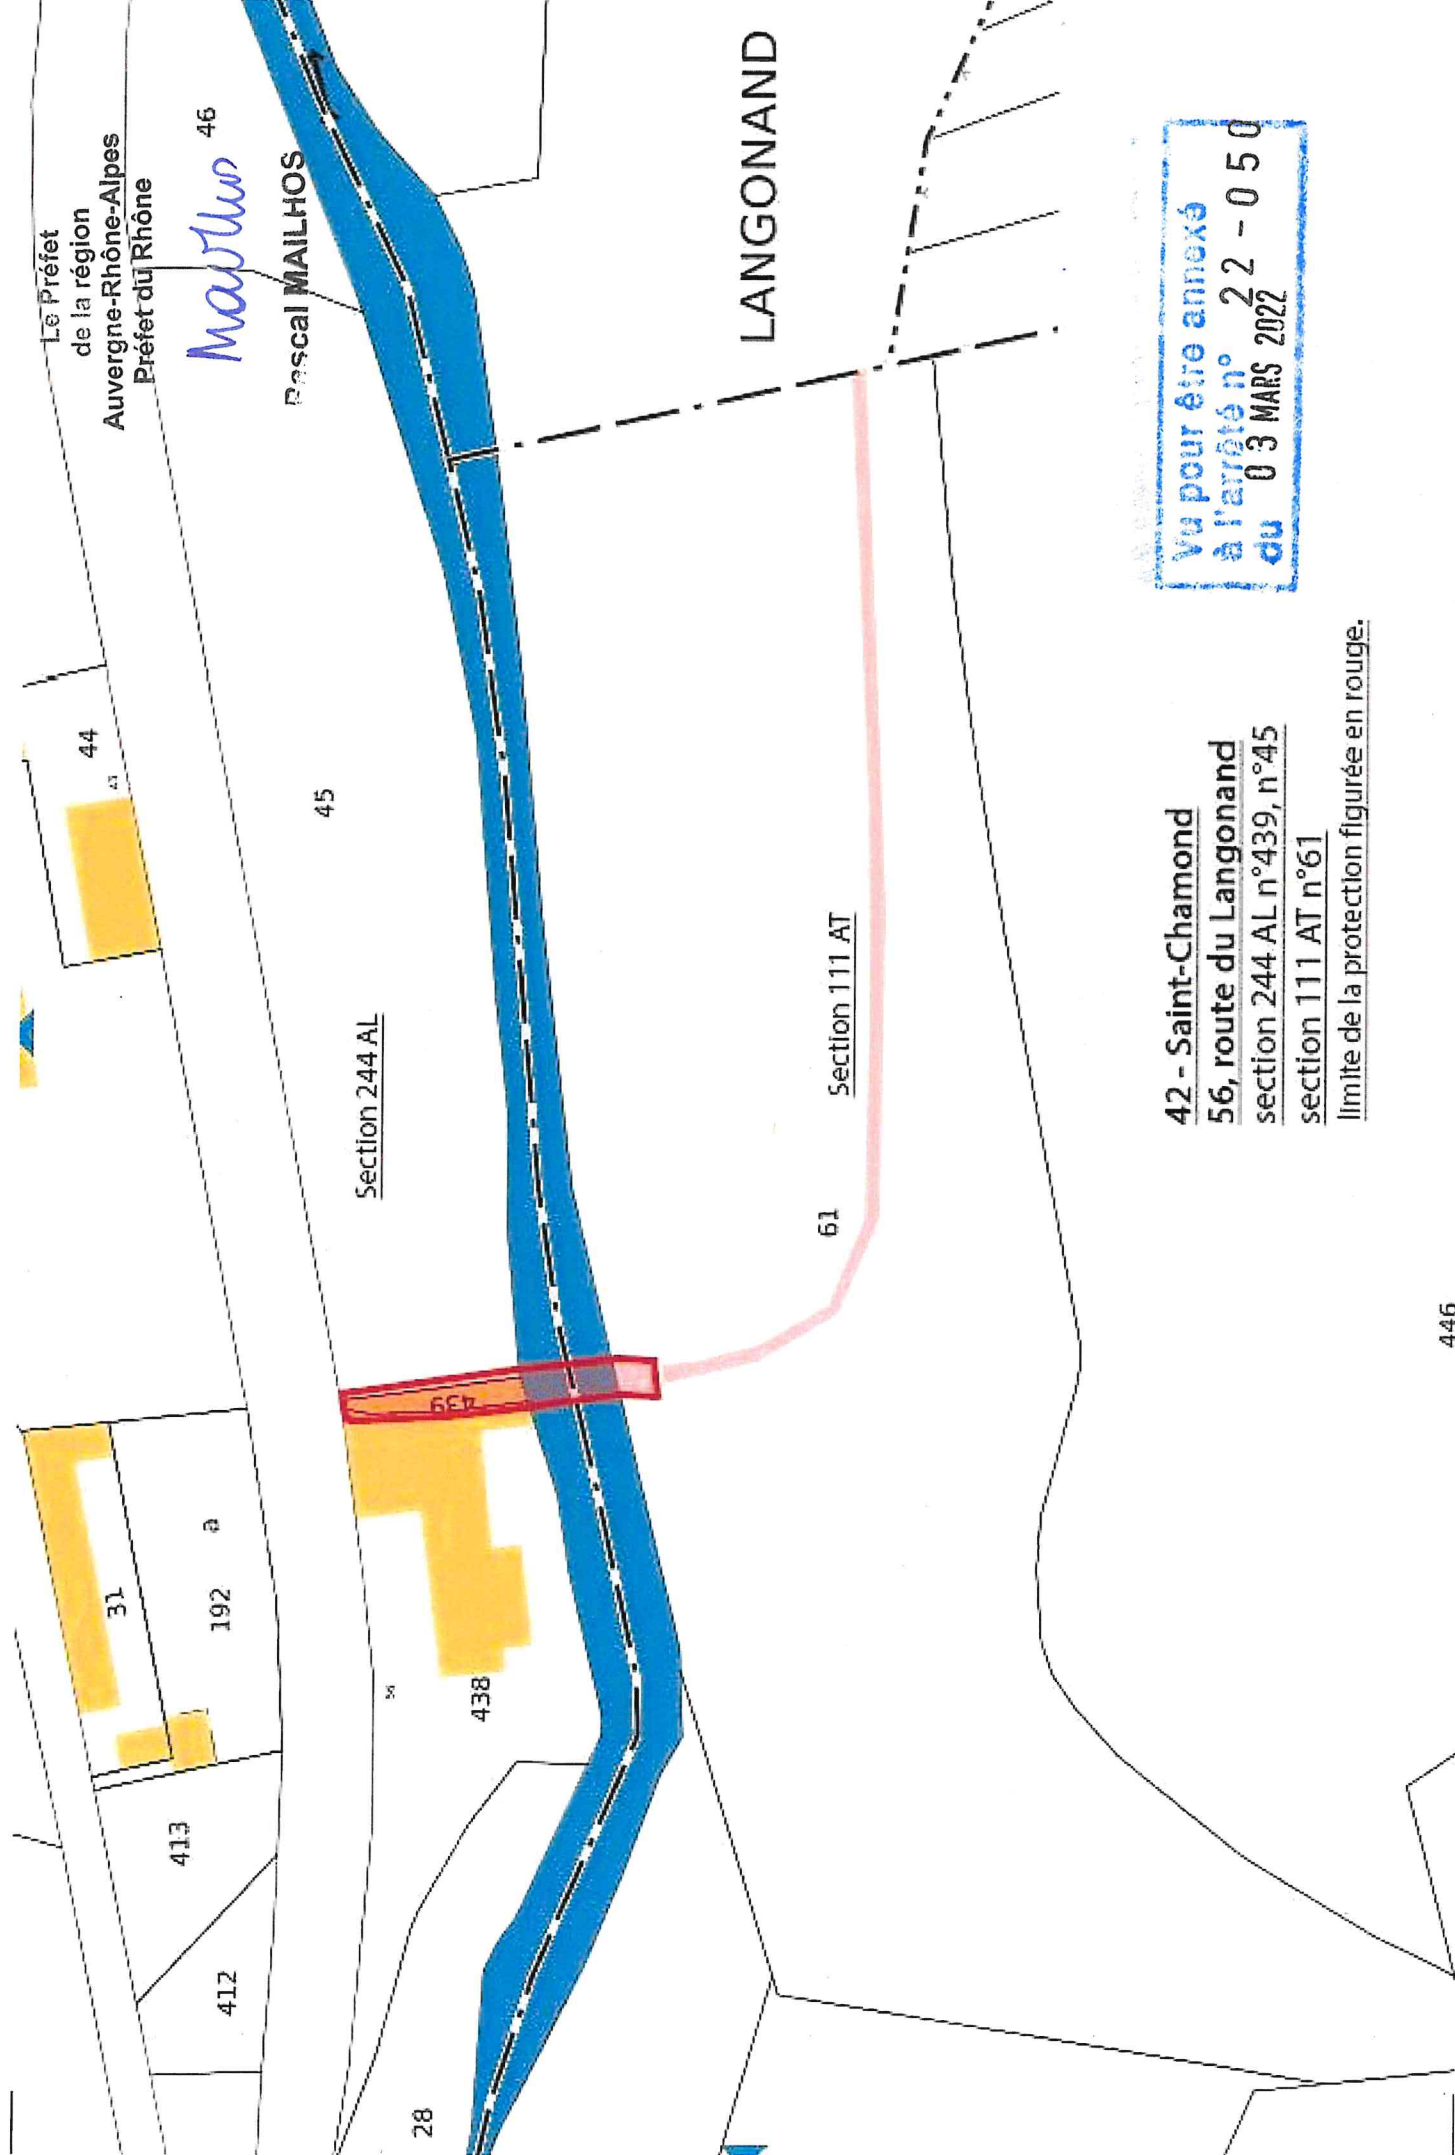 Le Préfet
de la région
Auvergne-Rhône-Alpes
Préfet du Rhône
Pascal MAILHOS
46
44
45
Section 244 AL
31
a
192
413
412
28
56
438
439
61
Section 111 AT
LANGONAND
446
42 - Saint-Chamond
56, route du Langonand
section 244 AL n°439, n°45
section 111 AT n°61
limite de la protection figurée en rouge.
Vu pour être annexé
à l'arrêté n° 22-050
du 03 MARS 2022